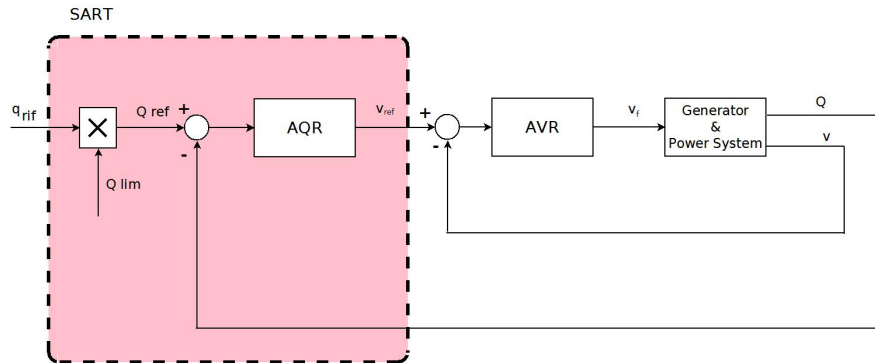 SART
q rif
Q ref
+
AQR
v ref
+
AVR
v f
Generator
&
Power System
Q
v
-
-
Q lim